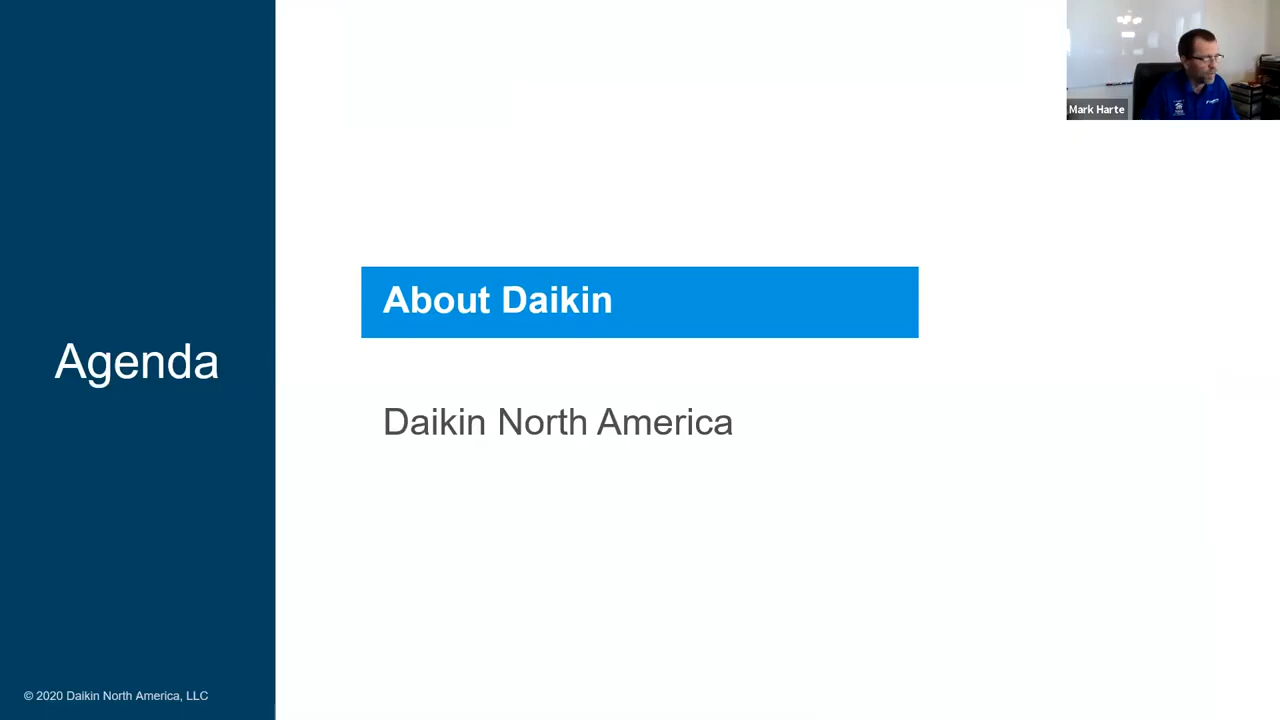 Mark Harte
About Daikin
Agenda
Daikin North America
© 2020 Daikin North America, LLC